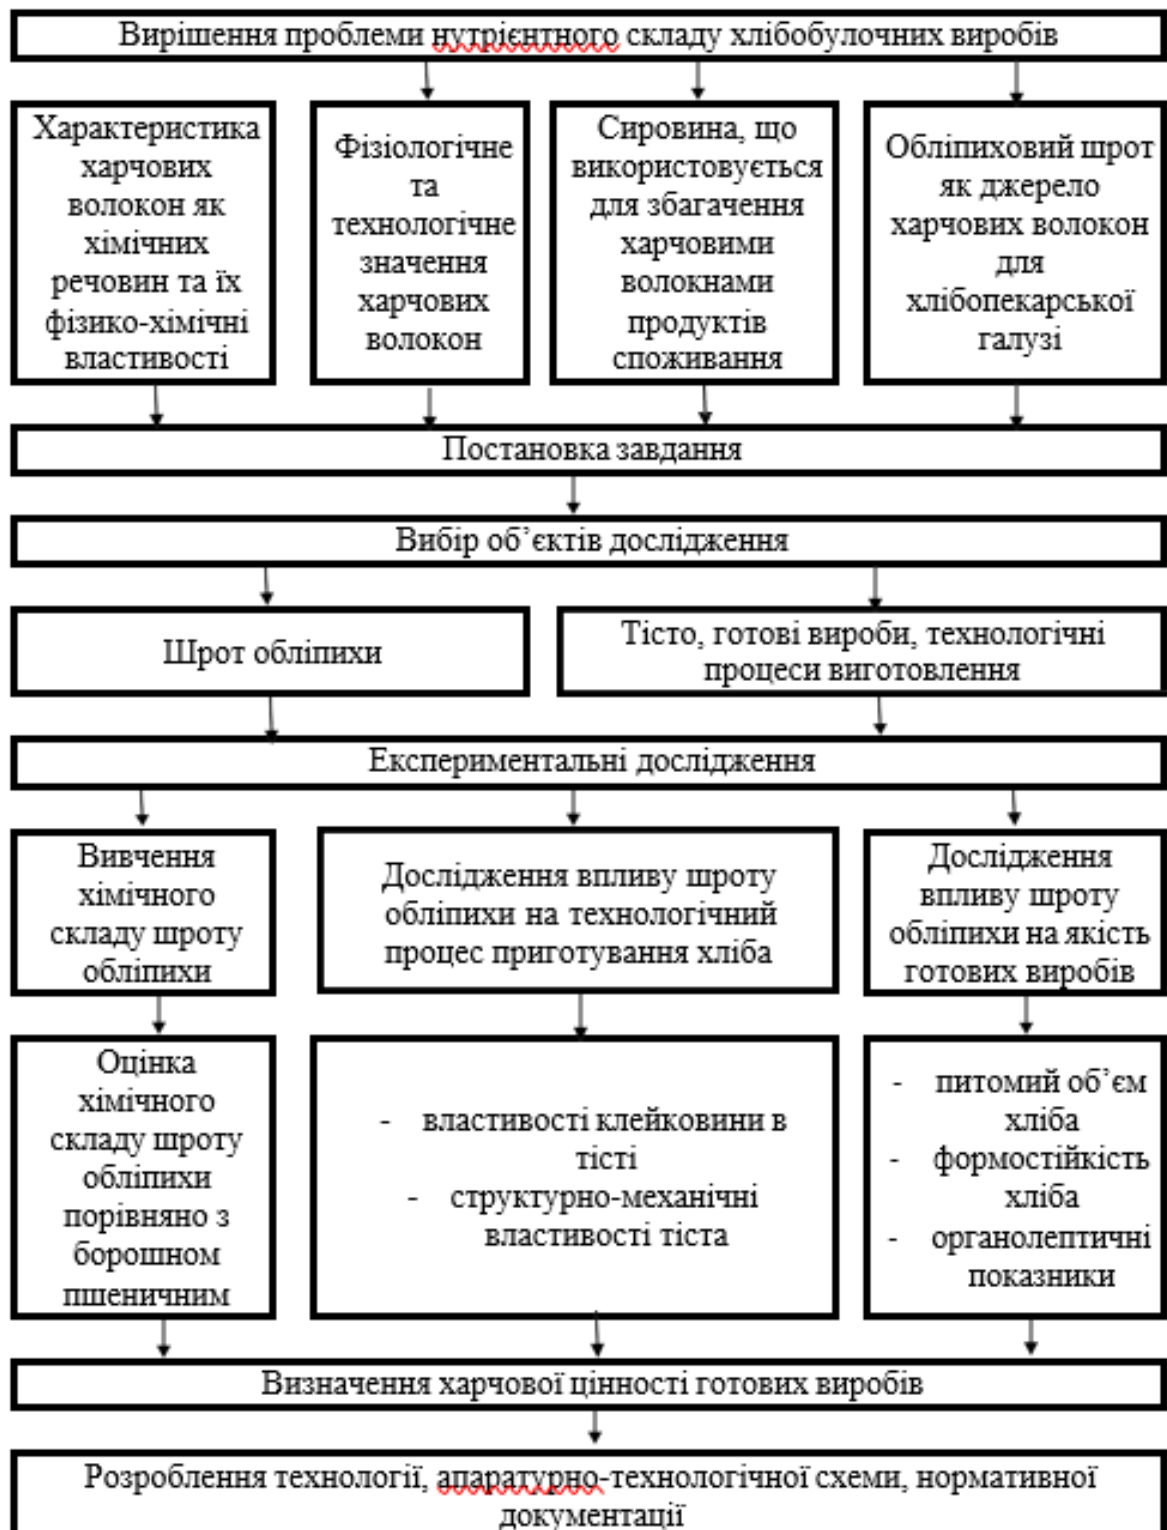 Вирішення проблеми нутрієнтного складу хлібобулочних виробів
Характеристика
харчових
волокон як
хімічних
речовин та їх
фізико-хімічні
властивості
Фізіологічне
та
технологічне
значення
харчових
волокон
Сировина, що
використовується
для збагачення
харчовими
волокнами
продуктів
споживання
Обліпиховий шрот
як джерело
харчових волокон
для
хлібопекарської
галузі
Постановка завдання
Вибір об’єктів дослідження
Шрот обліпихи
Тісто, готові вироби, технологічні
процеси виготовлення
Експериментальні дослідження
Вивчення
хімічного
складу шроту
обліпихи
Дослідження впливу шроту
обліпихи на технологічний
процес приготування хліба
Дослідження
впливу шроту
обліпихи на якість
готових виробів
Оцінка
хімічного
складу шроту
обліпихи
порівняно з
борошном
пшеничним
- властивості клейковини в
тісті
- структурно-механічні
властивості тіста
- питомий об’єм
хліба
- формостійкість
хліба
- органолептичні
показники
Визначення харчової цінності готових виробів
Розроблення технології, апаратурно-технологічної схеми, нормативної
документації